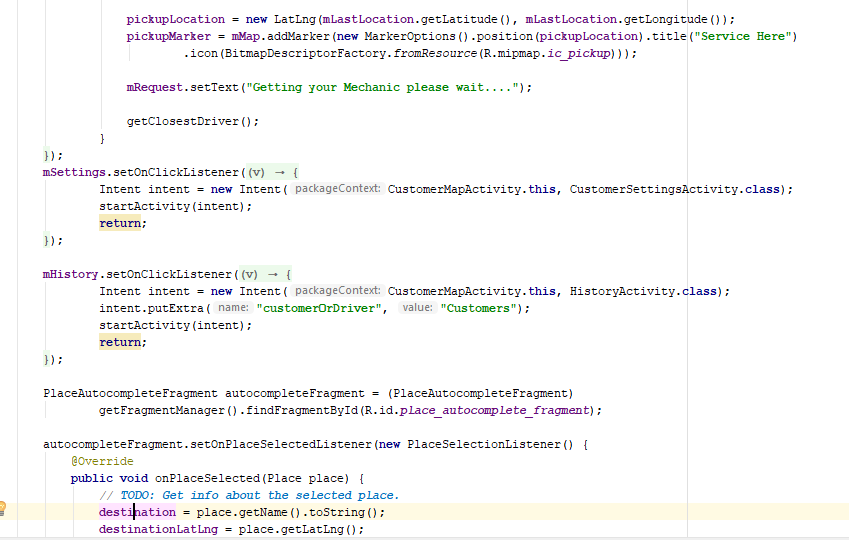 pickupLocation = new LatLng(mLastLocation.getLatitude(), mLastLocation.getLongitude());
pickupMarker = mMap.addMarker(new MarkerOptions().position(pickupLocation).title("Service Here")
.icon(BitmapDescriptorFactory.fromResource(R.mipmap.ic_pickup)));
mRequest.setText("Getting your Mechanic please wait....");
getClosestDriver();
}
});
mSettings.setOnClickListener((v) → {
Intent intent = new Intent( packageContext: CustomerMapActivity.this, CustomerSettingsActivity.class);
startActivity(intent);
return;
});
mHistory.setOnClickListener((v) → {
Intent intent = new Intent( packageContext: CustomerMapActivity.this, HistoryActivity.class);
intent.putExtra( name: "customerOrDriver", value: "Customers");
startActivity(intent);
return;
});
PlaceAutocompleteFragment autocompleteFragment = (PlaceAutocompleteFragment)
getFragmentManager().findFragmentById(R.id.place_autocomplete_fragment);
autocompleteFragment.setOnPlaceSelectedListener(new PlaceSelectionListener() {
@Override
public void onPlaceSelected(Place place) {
// TODO: Get info about the selected place.
destination = place.getName().toString();
destinationLatLng = place.getLatLng();